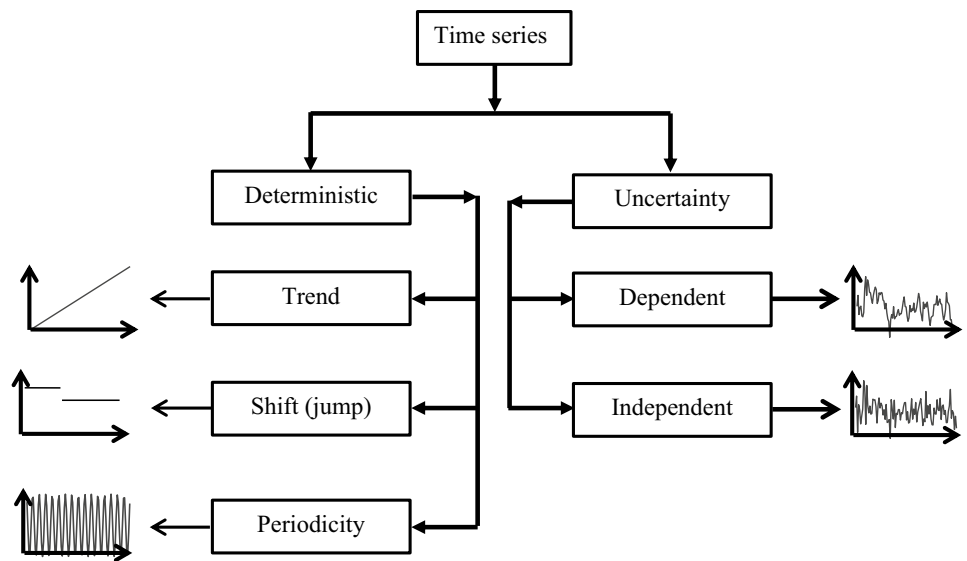 Time series
Deterministic
Uncertainty
Trend
Dependent
Shift (jump)
Independent
Periodicity